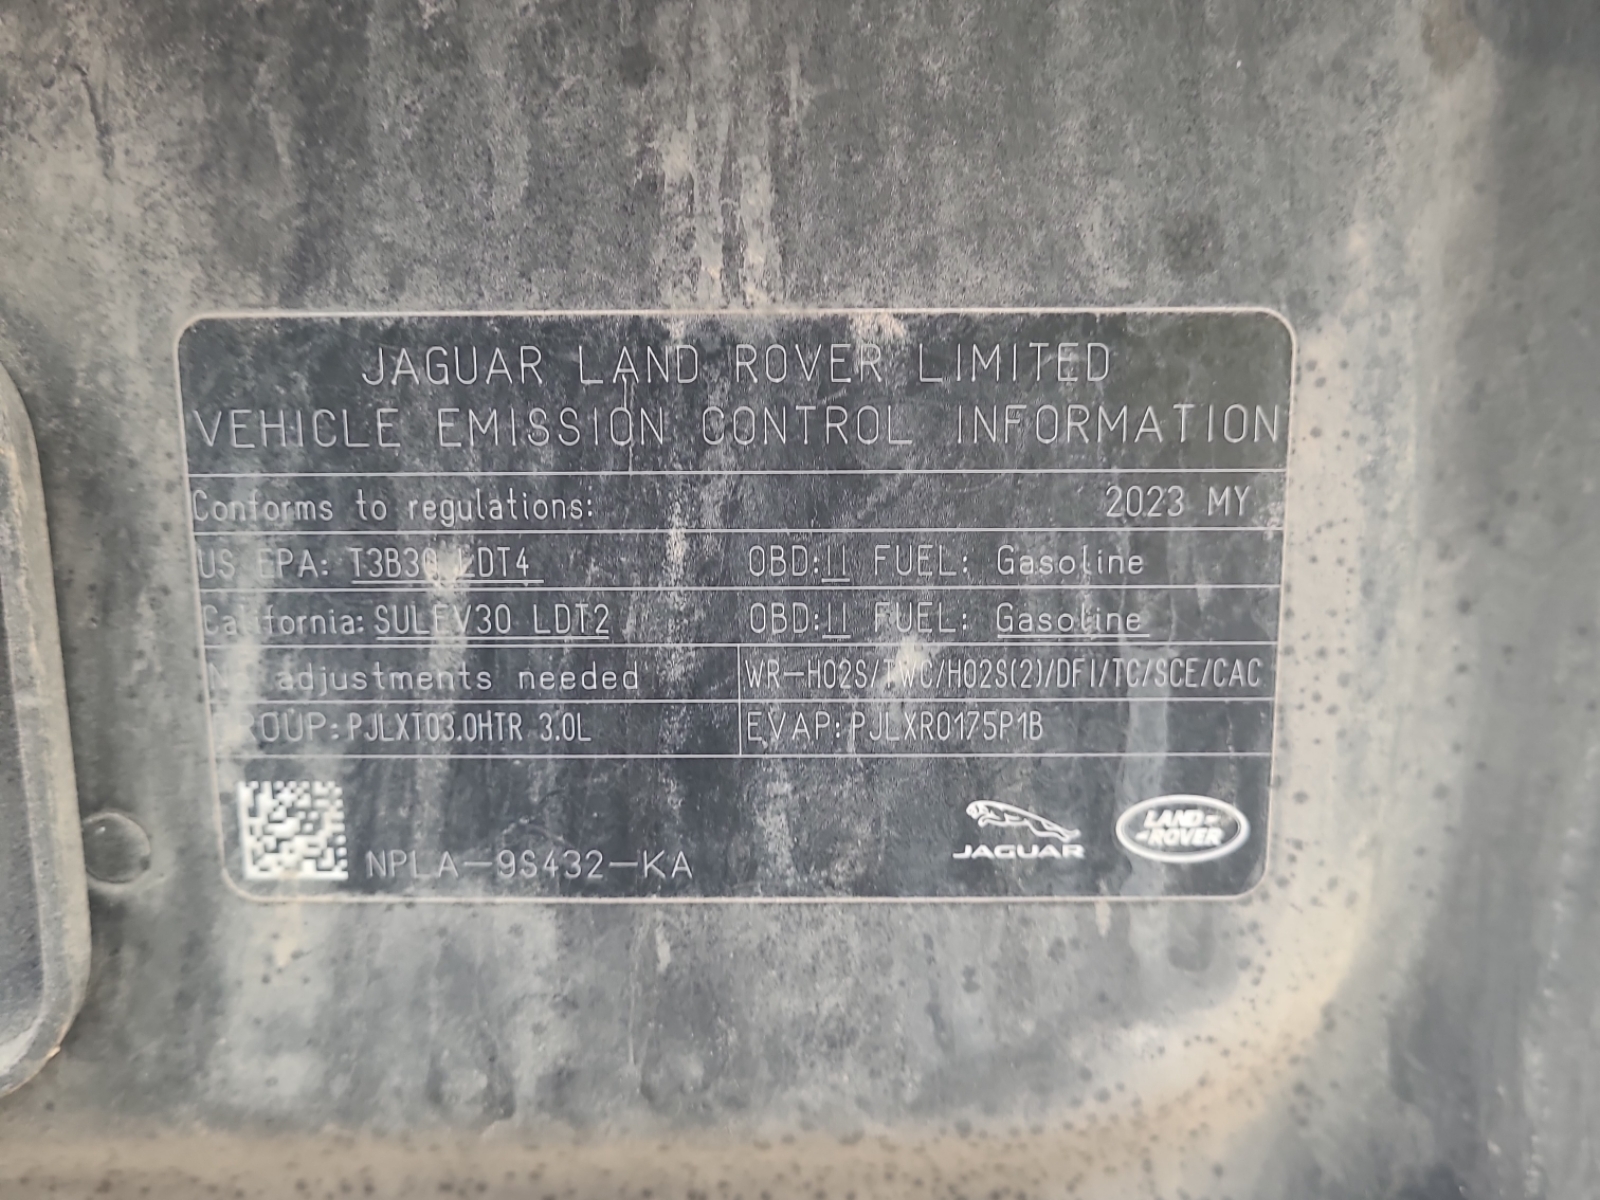 JAGUAR LAND ROVER LIMITED
VEHICLE EMISSION CONTROL INFORMATION
Conforms to regulations: 2023 MY
US EPA: T3B30 LDT4 OBD:II FUEL: Gasoline
California: SULEV30 LDT2 OBD:II FUEL: Gasoline
No adjustments needed WR-HO2S/TWC/HO2S(2)/DFI/TC/SCE/CAC
GROUP: PJLXT03.0HTR 3.0L EVAP: PJLXR0175P1B
NPLA-9S432-KA
JAGUAR
LAND-
-ROVER